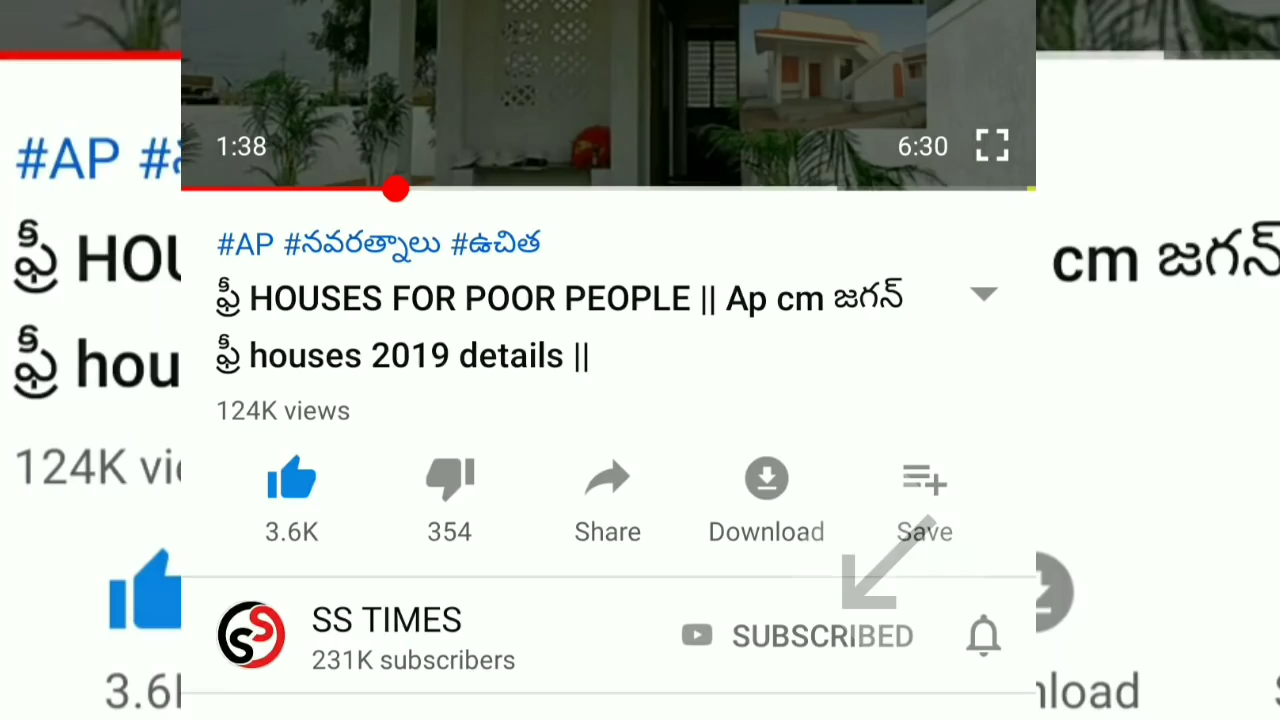 1:38
6:30
#AP #నవరత్నాలు #ఉచిత
ఫ్రీ HOUSES FOR POOR PEOPLE || Ap cm జగన్
ఫ్రీ houses 2019 details ||
124K views
3.6K
354
Share
Download
Save
SS TIMES
231K subscribers
SUBSCRIBED